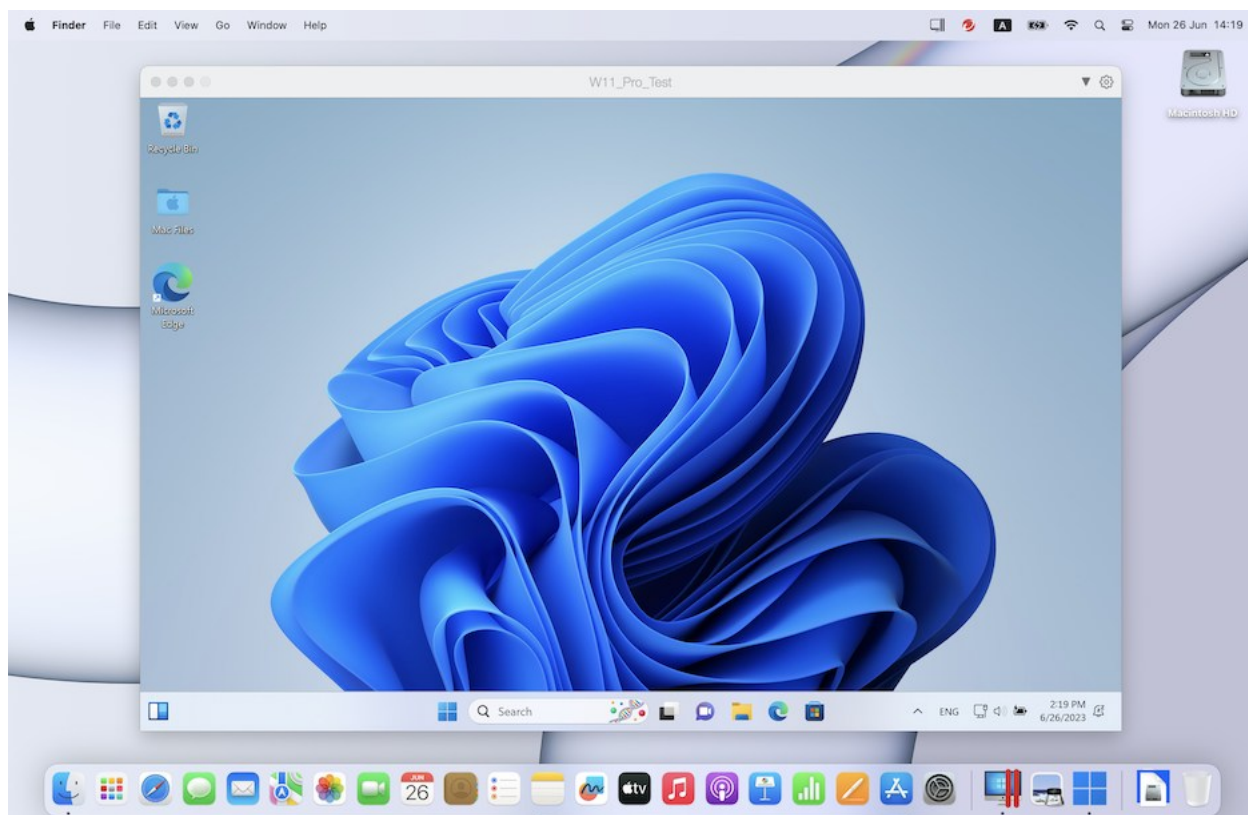 Finder File Edit View Go Window Help
A
Mon 26 Jun 14:19
W11_Pro_Test
Macintosh HD
Recycle Bin
Mac Files
Microsoft
Edge
Search
ENG
2:19 PM
6/26/2023
JUN
26
tv